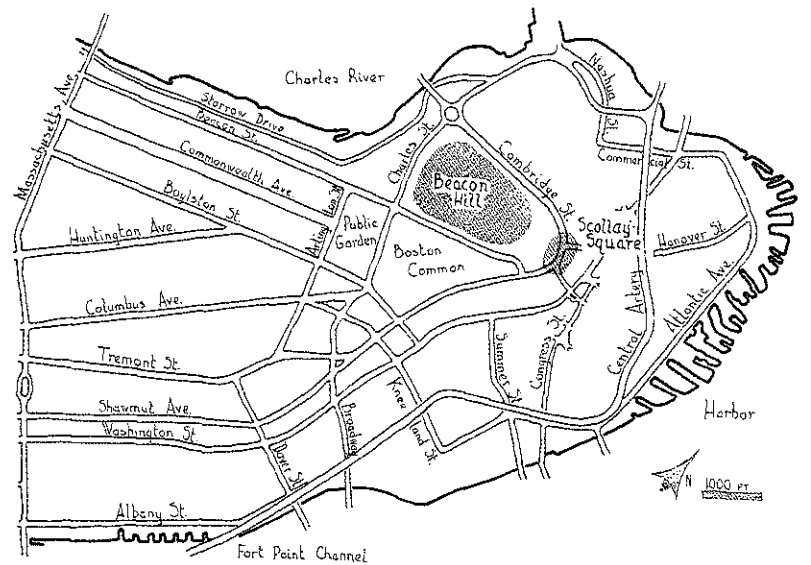 Charles River
Nashua St.
Storrow Drive
Massachusetts Ave.
Beacon St.
Commonwealth Ave.
Charles St.
Cambridge St.
Commercial St.
Beacon
Hill
Boylston St.
Arlington
Public
Garden
Scollay
Square
Huntington Ave.
Hanover St.
Boston
Common
Columbus Ave.
Central Artery
Atlantic Ave.
Congress St.
Summer St.
Tremont St.
Shawmut Ave.
Broadway
Kneeland St.
Harbor
Washington St.
Dover St.
N
1000 FT
Albany St.
Fort Point Channel